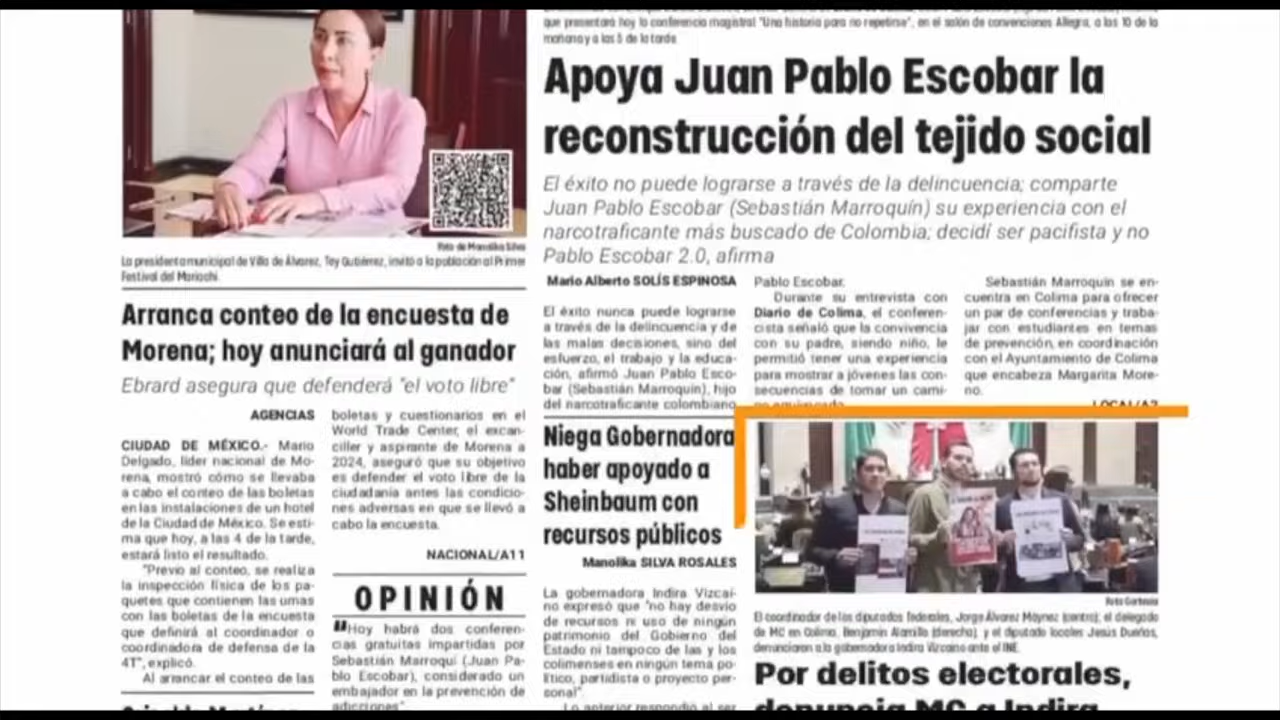 que presentará hoy la conferencia magistral "Una historia para no repetirse", en el salón de convenciones Allegra, a las 10 de la
mañana y a las 5 de la tarde.
Apoya Juan Pablo Escobar la
reconstrucción del tejido social
El éxito no puede lograrse a través de la delincuencia; comparte
Juan Pablo Escobar (Sebastián Marroquín) su experiencia con el
narcotraficante más buscado de Colombia; decidí ser pacifista y no
Pablo Escobar 2.0, afirma
Mario Alberto SOLÍS ESPINOSA
El éxito nunca puede lograrse
a través de la delincuencia y de
las malas decisiones, sino del
esfuerzo, el trabajo y la educa-
ción, afirmó Juan Pablo Esco-
bar (Sebastián Marroquín), hijo
del narcotraficante colombiano
Pablo Escobar.
Durante su entrevista con
Diario de Colima, el conferen-
cista señaló que la convivencia
con su padre, siendo niño, le
permitió tener una experiencia
para mostrar a jóvenes las con-
secuencias de tomar un cami-
no equivocado.
Sebastián Marroquín se en-
cuentra en Colima para ofrecer
un par de conferencias y traba-
jar con estudiantes en temas
de prevención, en coordinación
con el Ayuntamiento de Colima
que encabeza Margarita More-
no.
LOCAL/A2
Foto de Manolika Silva
La presidenta municipal de Villa de Álvarez, Tey Gutiérrez, invitó a la población al Primer
Festival del Mariachi.
Arranca conteo de la encuesta de
Morena; hoy anunciará al ganador
Ebrard asegura que defenderá "el voto libre"
AGENCIAS
CIUDAD DE MÉXICO.- Mario
Delgado, líder nacional de Mo-
rena, mostró cómo se llevaba
a cabo el conteo de las boletas
en las instalaciones de un hotel
de la Ciudad de México. Se esti-
ma que hoy, a las 4 de la tarde,
estará listo el resultado.
"Previo al conteo, se realiza
la inspección física de los pa-
quetes que contienen las urnas
con las boletas de la encuesta
que definirá al coordinador o
coordinadora de defensa de la
4T", explicó.
Al arrancar el conteo de las
boletas y cuestionarios en el
World Trade Center, el excan-
ciller y aspirante de Morena a
2024, aseguró que su objetivo
es defender el voto libre de la
ciudadanía antes las condicio-
nes adversas en que se llevó a
cabo la encuesta.
NACIONAL/A11
OPINIÓN
"Hoy habrá dos conferen-
cias gratuitas impartidas por
Sebastián Marroquí (Juan Pa-
blo Escobar), considerado un
embajador en la prevención de
adicciones"
Niega Gobernadora
haber apoyado a
Sheinbaum con
recursos públicos
Manolika SILVA ROSALES
La gobernadora Indira Vizcaí-
no expresó que "no hay desvío
de recursos ni uso de ningún
patrimonio del Gobierno del
Estado ni tampoco de las y los
colimenses en ningún tema po-
lítico, partidista o proyecto per-
sonal".
Lo anterior respondió al ser
Foto Cortesía
El coordinador de los diputados federales, Jorge Álvarez Máynez (centro); el delegado
de MC en Colima, Benjamín Alamillo (derecha); y el diputado locales Jesús Dueñas,
denunciaron a la gobernadora Indira Vizcaíno ante el INE.
Por delitos electorales,
denuncia MC a Indira